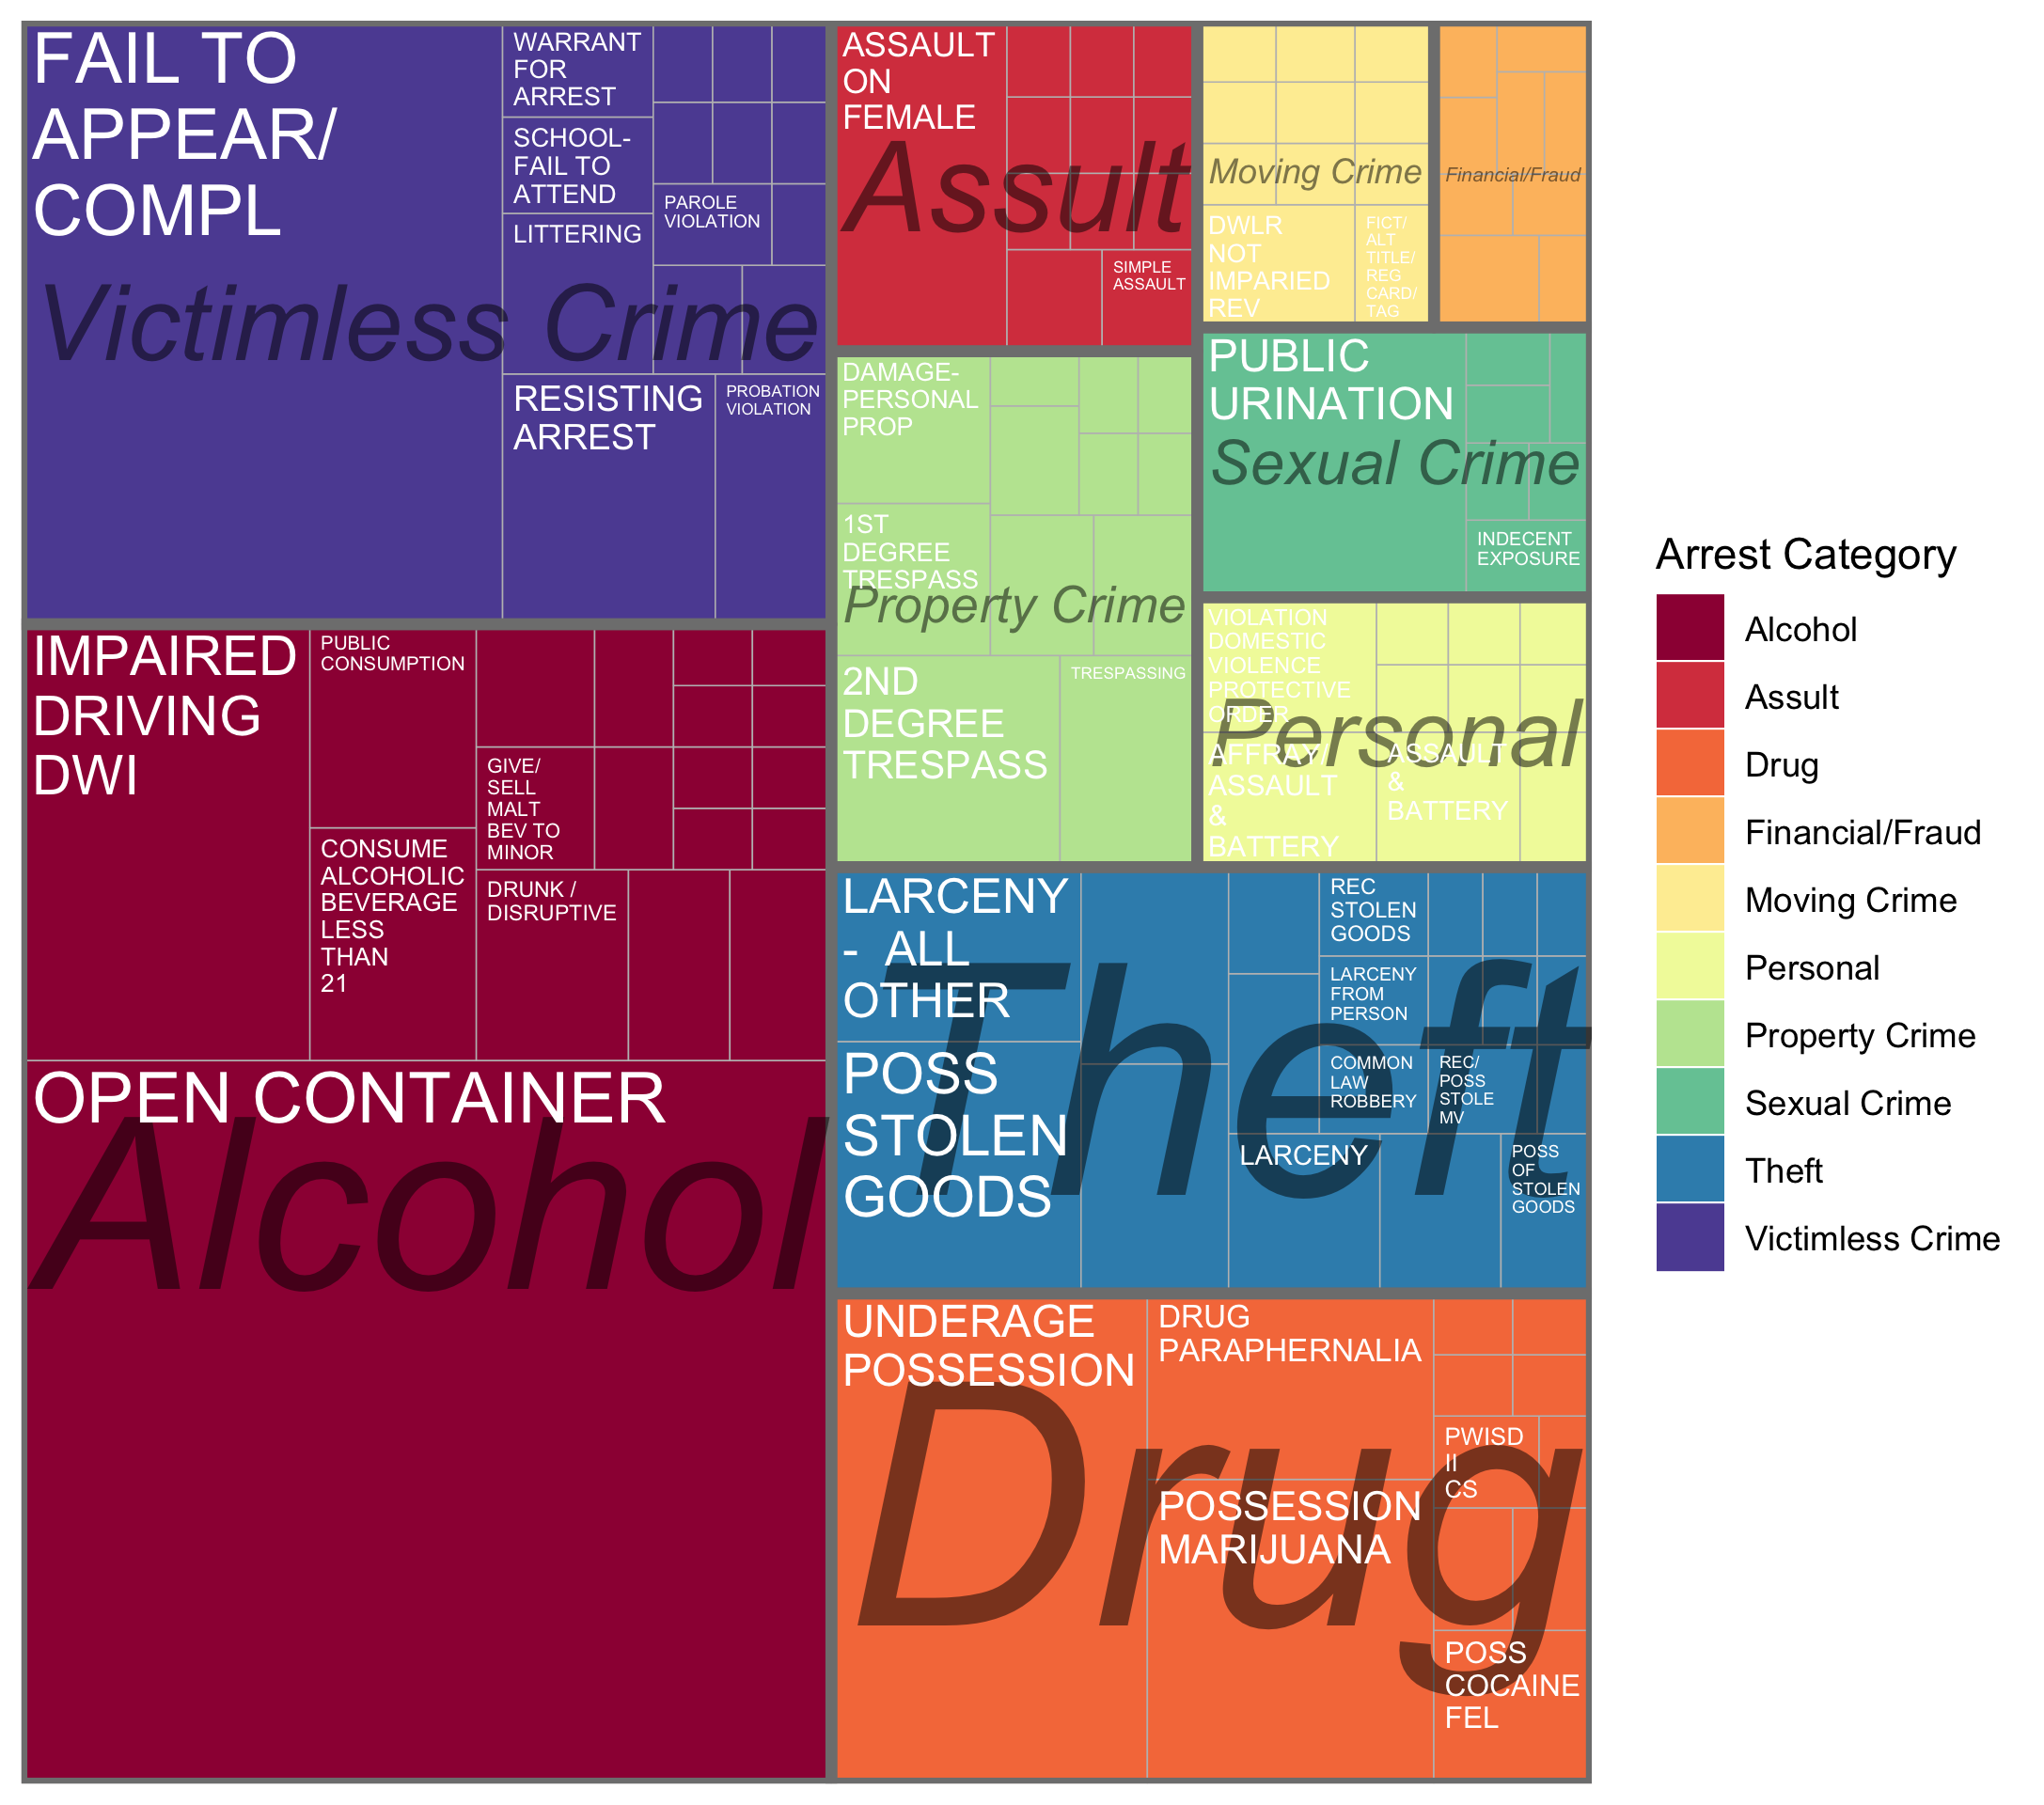 FAIL TO
APPEAR/
COMPL
WARRANT
FOR
ARREST
SCHOOL-
FAIL TO
ATTEND
LITTERING
PAROLE
VIOLATION
Victimless Crime
RESISTING
ARREST
PROBATION
VIOLATION
ASSAULT
ON
FEMALE
Assult
SIMPLE
ASSAULT
Moving Crime
DWLR
NOT
IMPARIED
REV
FICT/
ALT
TITLE/
REG
CARD/
TAG
Financial/Fraud
DAMAGE-
PERSONAL
PROP
1ST
DEGREE
TRESPASS
Property Crime
2ND
DEGREE
TRESPASS
TRESPASSING
PUBLIC
URINATION
Sexual Crime
INDECENT
EXPOSURE
VIOLATION
DOMESTIC
VIOLENCE
PROTECTIVE
ORDER
Personal
AFFRAY/
ASSAULT
&
BATTERY
ASSAULT
&
BATTERY
IMPAIRED
DRIVING
DWI
PUBLIC
CONSUMPTION
CONSUME
ALCOHOLIC
BEVERAGE
LESS
THAN
21
GIVE/
SELL
MALT
BEV TO
MINOR
DRUNK /
DISRUPTIVE
OPEN CONTAINER
Alcohol
LARCENY
- ALL
OTHER
POSS
STOLEN
GOODS
Theft
REC
STOLEN
GOODS
LARCENY
FROM
PERSON
COMMON
LAW
ROBBERY
REC/
POSS
STOLE
MV
LARCENY
POSS
OF
STOLEN
GOODS
UNDERAGE
POSSESSION
DRUG
PARAPHERNALIA
Drug
POSSESSION
MARIJUANA
PWISD
II
CS
POSS
COCAINE
FEL
Arrest Category
Alcohol
Assult
Drug
Financial/Fraud
Moving Crime
Personal
Property Crime
Sexual Crime
Theft
Victimless Crime